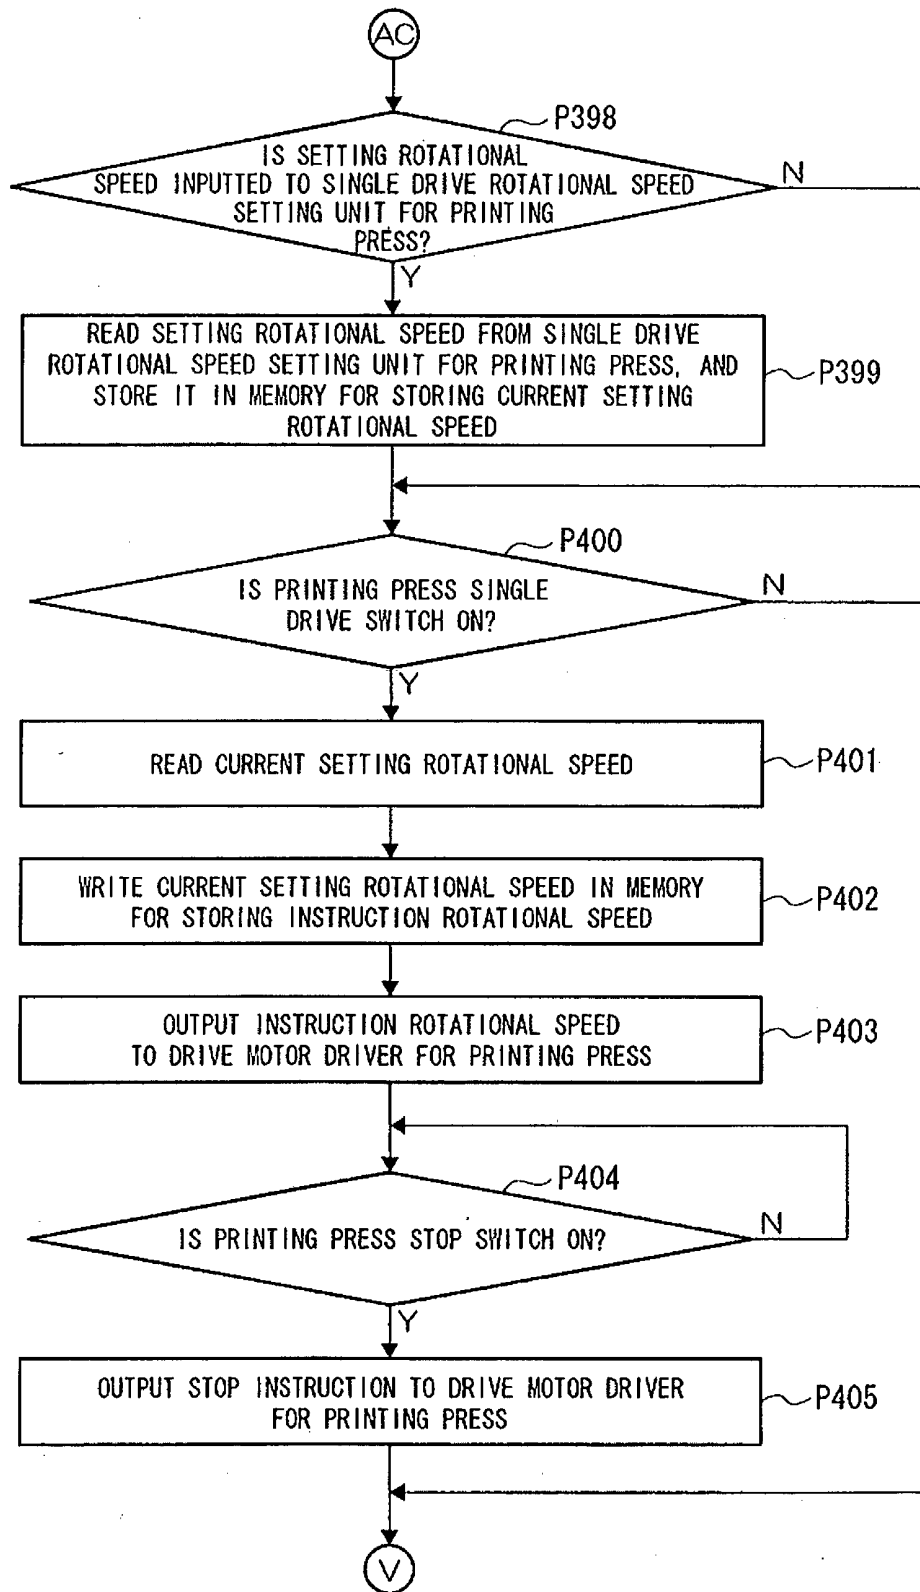 AC
P398
IS SETTING ROTATIONAL
SPEED INPUTTED TO SINGLE DRIVE ROTATIONAL SPEED
SETTING UNIT FOR PRINTING
PRESS?
N
Y
READ SETTING ROTATIONAL SPEED FROM SINGLE DRIVE
ROTATIONAL SPEED SETTING UNIT FOR PRINTING PRESS, AND
STORE IT IN MEMORY FOR STORING CURRENT SETTING
ROTATIONAL SPEED
P399
P400
IS PRINTING PRESS SINGLE
DRIVE SWITCH ON?
N
Y
READ CURRENT SETTING ROTATIONAL SPEED
P401
WRITE CURRENT SETTING ROTATIONAL SPEED IN MEMORY
FOR STORING INSTRUCTION ROTATIONAL SPEED
P402
OUTPUT INSTRUCTION ROTATIONAL SPEED
TO DRIVE MOTOR DRIVER FOR PRINTING PRESS
P403
P404
IS PRINTING PRESS STOP SWITCH ON?
N
Y
OUTPUT STOP INSTRUCTION TO DRIVE MOTOR DRIVER
FOR PRINTING PRESS
P405
V